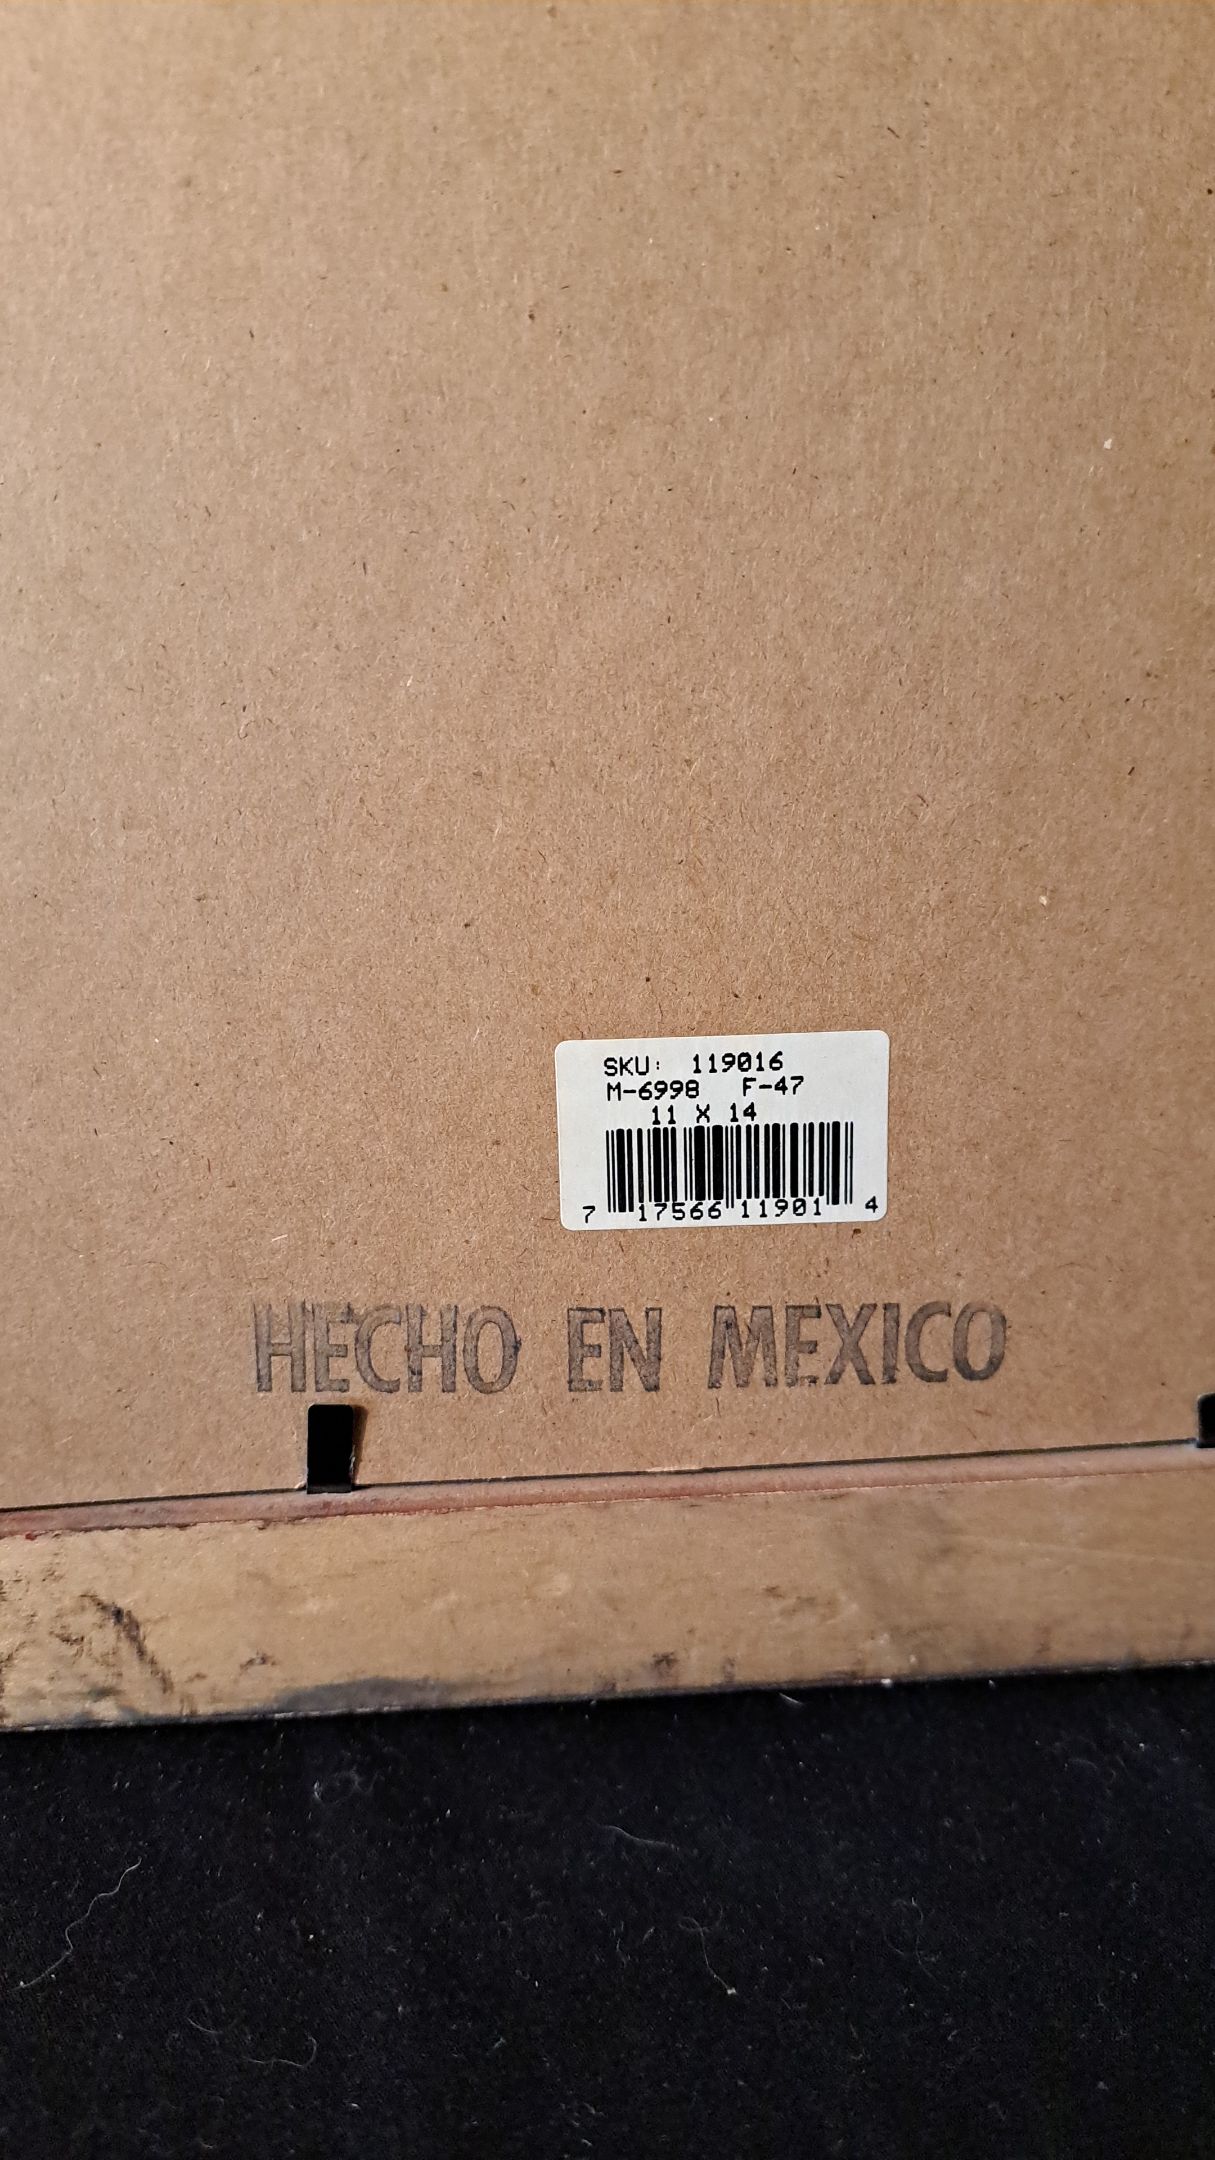 SKU: 119016
M-6998 F-47
11 X 14
7 17566 11901 4
HECHO EN MEXICO